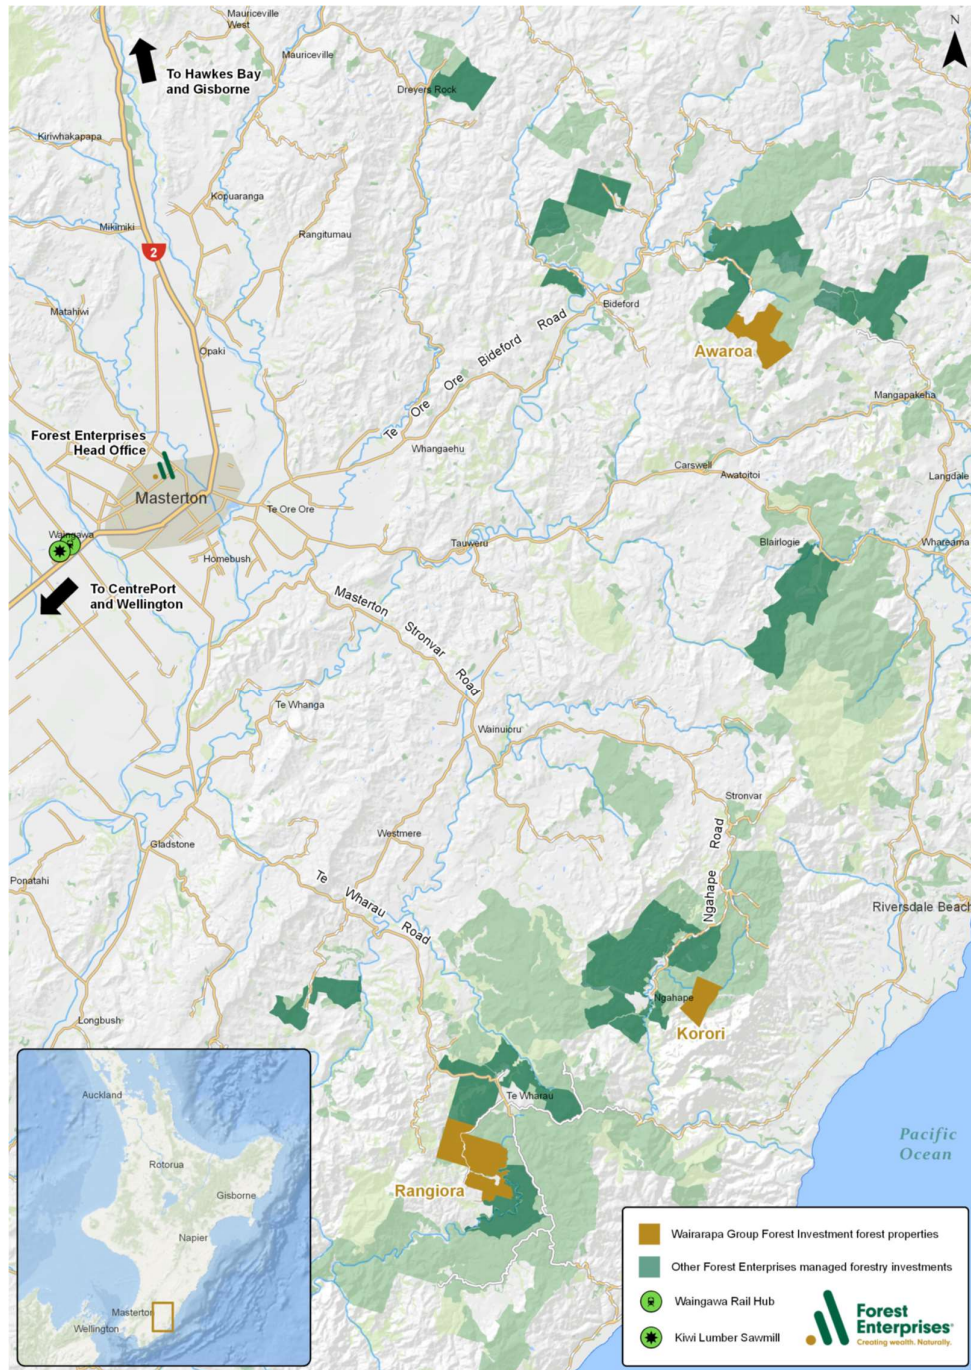 Mauriceville
West
N
Mauriceville
To Hawkes Bay
and Gisborne
Dreyers Rock
Kiriwhakapapa
Kopuaranga
Mikimiki
Rangitumau
2
Bideford
Matahiwi
Te Ore Ore Bideford Road
Opaki
Awaroa
Mangapakeha
Forest Enterprises
Head Office
Whangaehu
Carswell
Awatoitoi
Langdale
Masterton
Te Ore Ore
Waingawa
Tauweru
Blairlogie
Whareama
Homebush
To CentrePort
and Wellington
Masterton Stronvar Road
Te Whanga
Wainuioru
Stronvar
Westmere
Gladstone
Ngahape Road
Ponatahi
Te Wharau Road
Riversdale Beach
Ngahape
Longbush
Korori
Te Wharau
Rangiora
Pacific
Ocean
Auckland
Rotorua
Gisborne
Napier
Masterton
Wellington
Wairarapa Group Forest Investment forest properties
Other Forest Enterprises managed forestry investments
Waingawa Rail Hub
Kiwi Lumber Sawmill
Forest
Enterprises®
Creating wealth. Naturally.